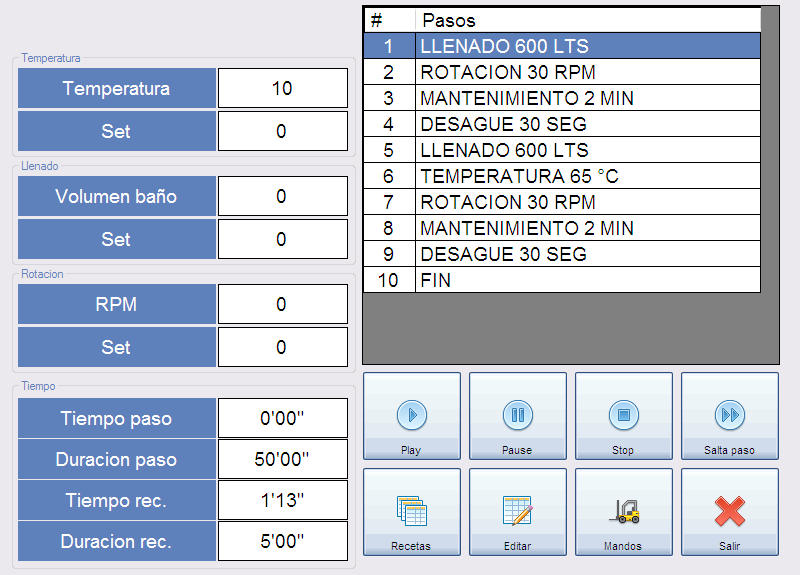 Temperatura
Temperatura 10
Set 0
Llenado
Volumen baño 0
Set 0
Rotacion
RPM 0
Set 0
Tiempo
Tiempo paso 0'00"
Duracion paso 50'00"
Tiempo rec. 1'13"
Duracion rec. 5'00"
# Pasos
1 LLENADO 600 LTS
2 ROTACION 30 RPM
3 MANTENIMIENTO 2 MIN
4 DESAGUE 30 SEG
5 LLENADO 600 LTS
6 TEMPERATURA 65 °C
7 ROTACION 30 RPM
8 MANTENIMIENTO 2 MIN
9 DESAGUE 30 SEG
10 FIN
Play Pause Stop Salta paso
Recetas Editar Mandos Salir